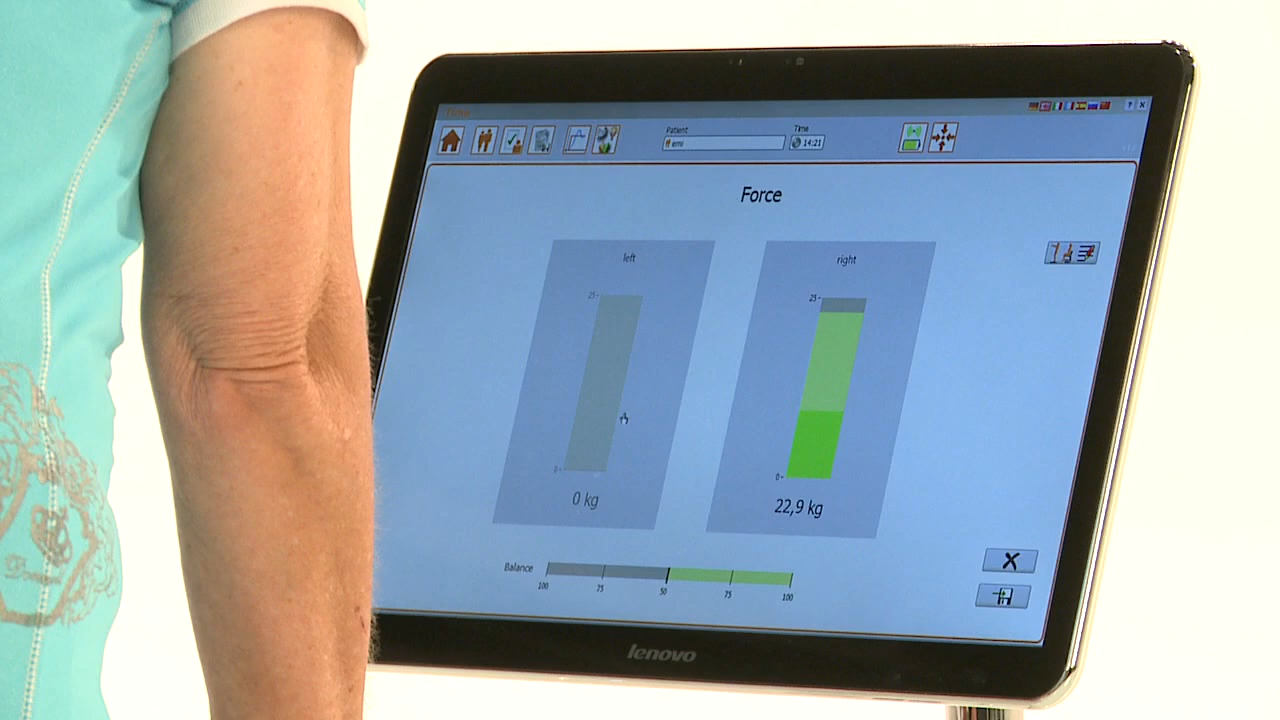 Patient
Time
emi
14:21
Force
left
right
25
25
0
0
0 kg
22,9 kg
Balance
100
75
50
75
100
lenovo